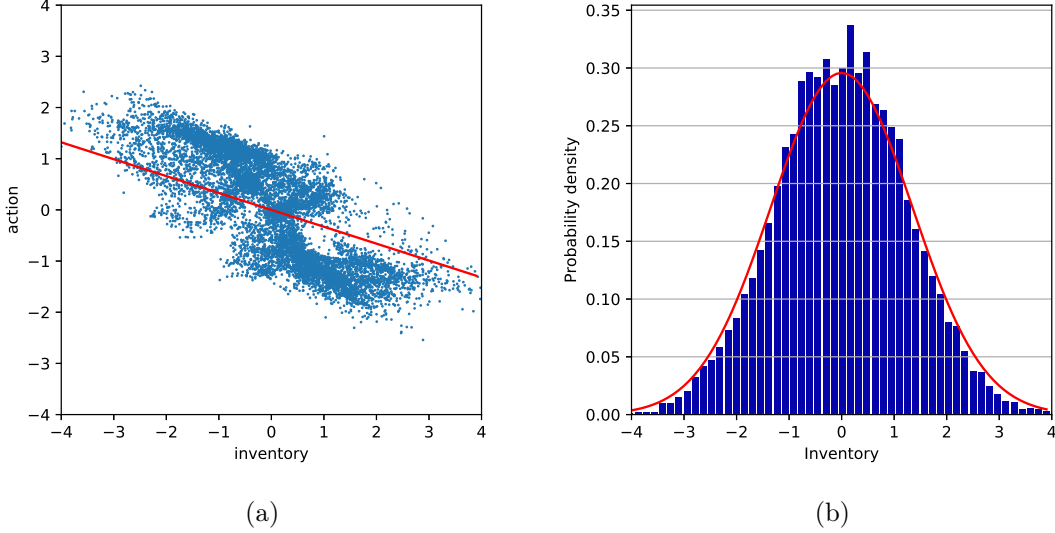 4
3
2
1
0
−1
−2
−3
−4
action
−4 −3 −2 −1 0 1 2 3 4
inventory
(a)
0.35
0.30
0.25
0.20
0.15
0.10
0.05
0.00
Probability density
−4 −3 −2 −1 0 1 2 3 4
Inventory
(b)